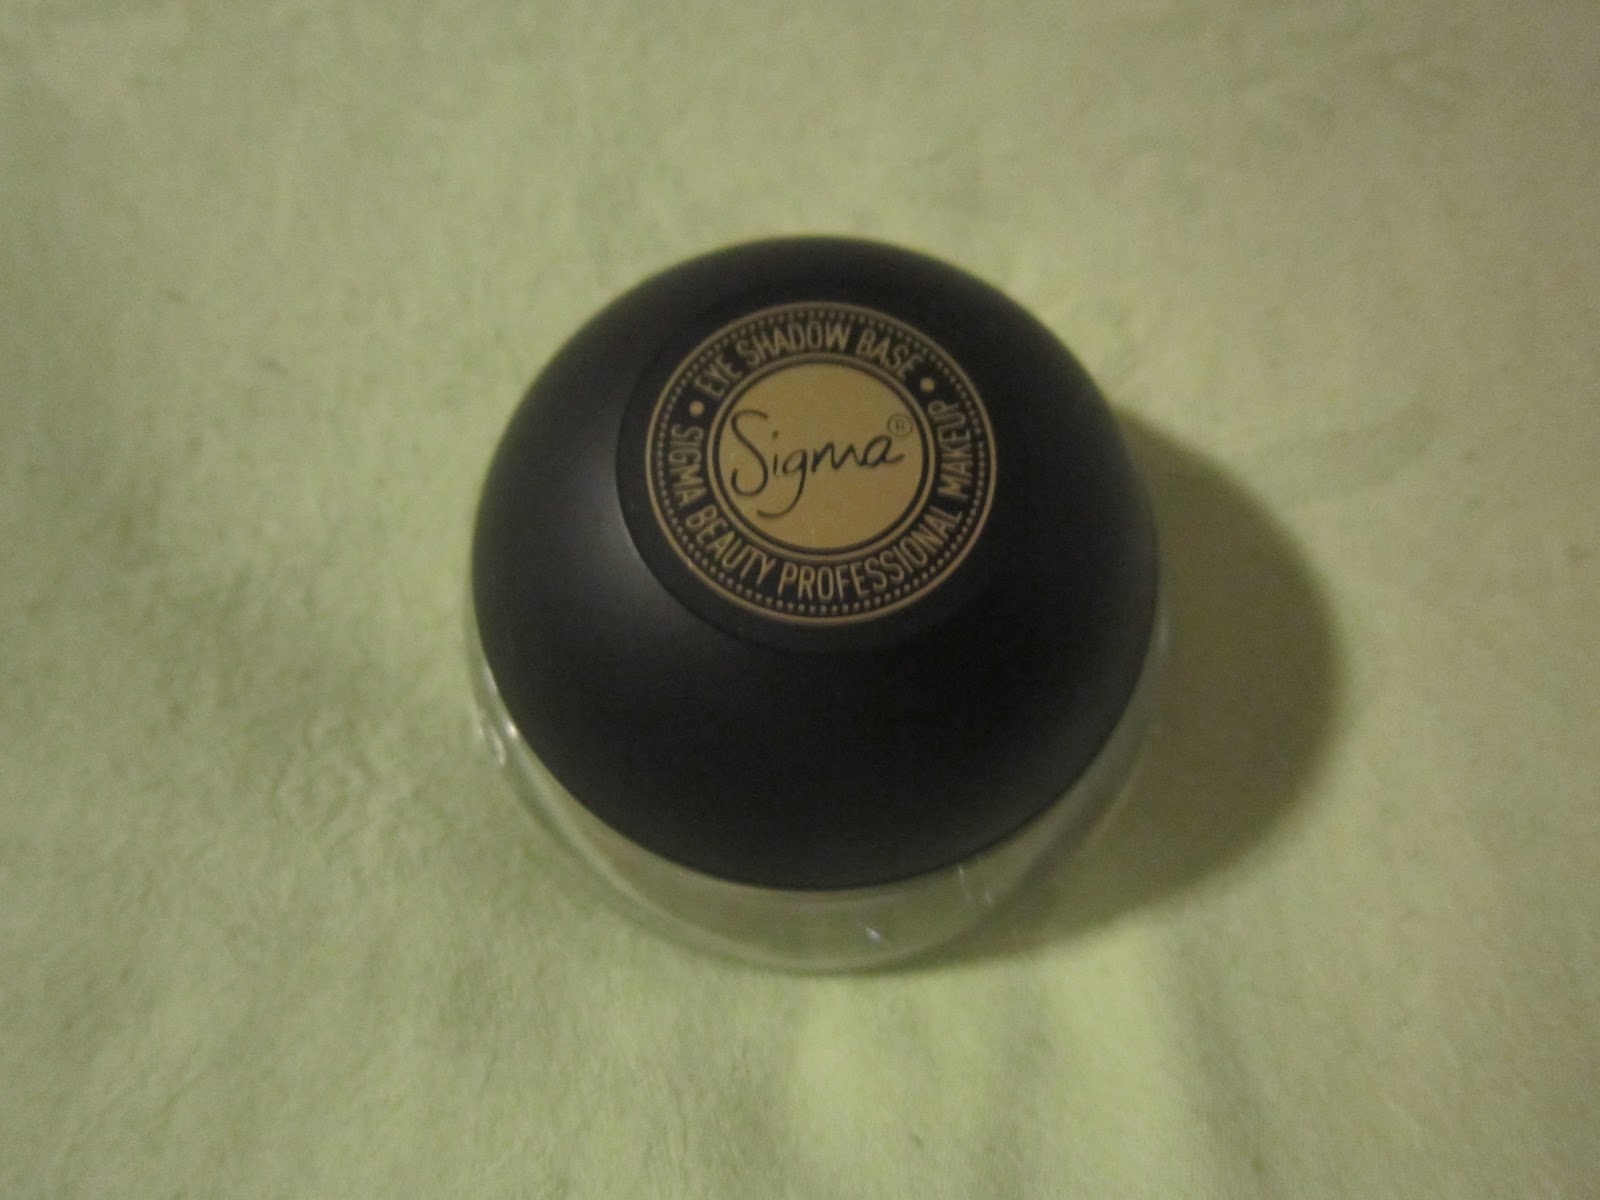 • EYE SHADOW BASE •
Sigma®
SIGMA BEAUTY PROFESSIONAL MAKEUP